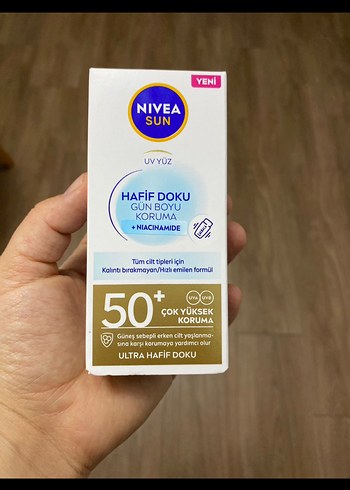 YENİ
NIVEA
SUN
UV YÜZ
HAFİF DOKU
GÜN BOYU
KORUMA
+ NIACINAMIDE
Tüm cilt tipleri için
Kalıntı bırakmayan/Hızlı emilen formül
50+
UVA UVB
ÇOK YÜKSEK
KORUMA
Güneş sebepli erken cilt yaşlanma-
sına karşı korumaya yardımcı olur
ULTRA HAFİF DOKU